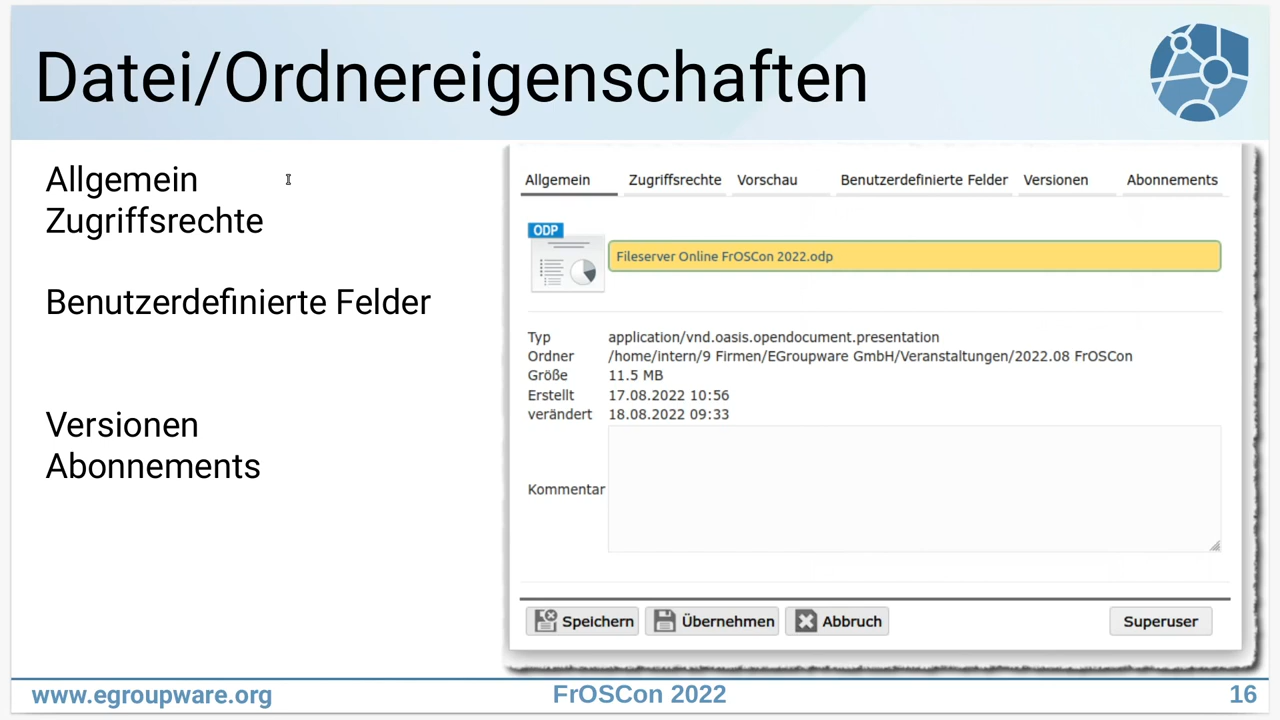 Datei/Ordnereigenschaften
Allgemein
Zugriffsrechte
Benutzerdefinierte Felder
Versionen
Abonnements
Allgemein Zugriffsrechte Vorschau Benutzerdefinierte Felder Versionen Abonnements
ODP
Fileserver Online FrOSCon 2022.odp
Typ application/vnd.oasis.opendocument.presentation
Ordner /home/intern/9 Firmen/EGroupware GmbH/Veranstaltungen/2022.08 FrOSCon
Größe 11.5 MB
Erstellt 17.08.2022 10:56
verändert 18.08.2022 09:33
Kommentar
Speichern Übernehmen Abbruch Superuser
www.egroupware.org FrOSCon 2022 16